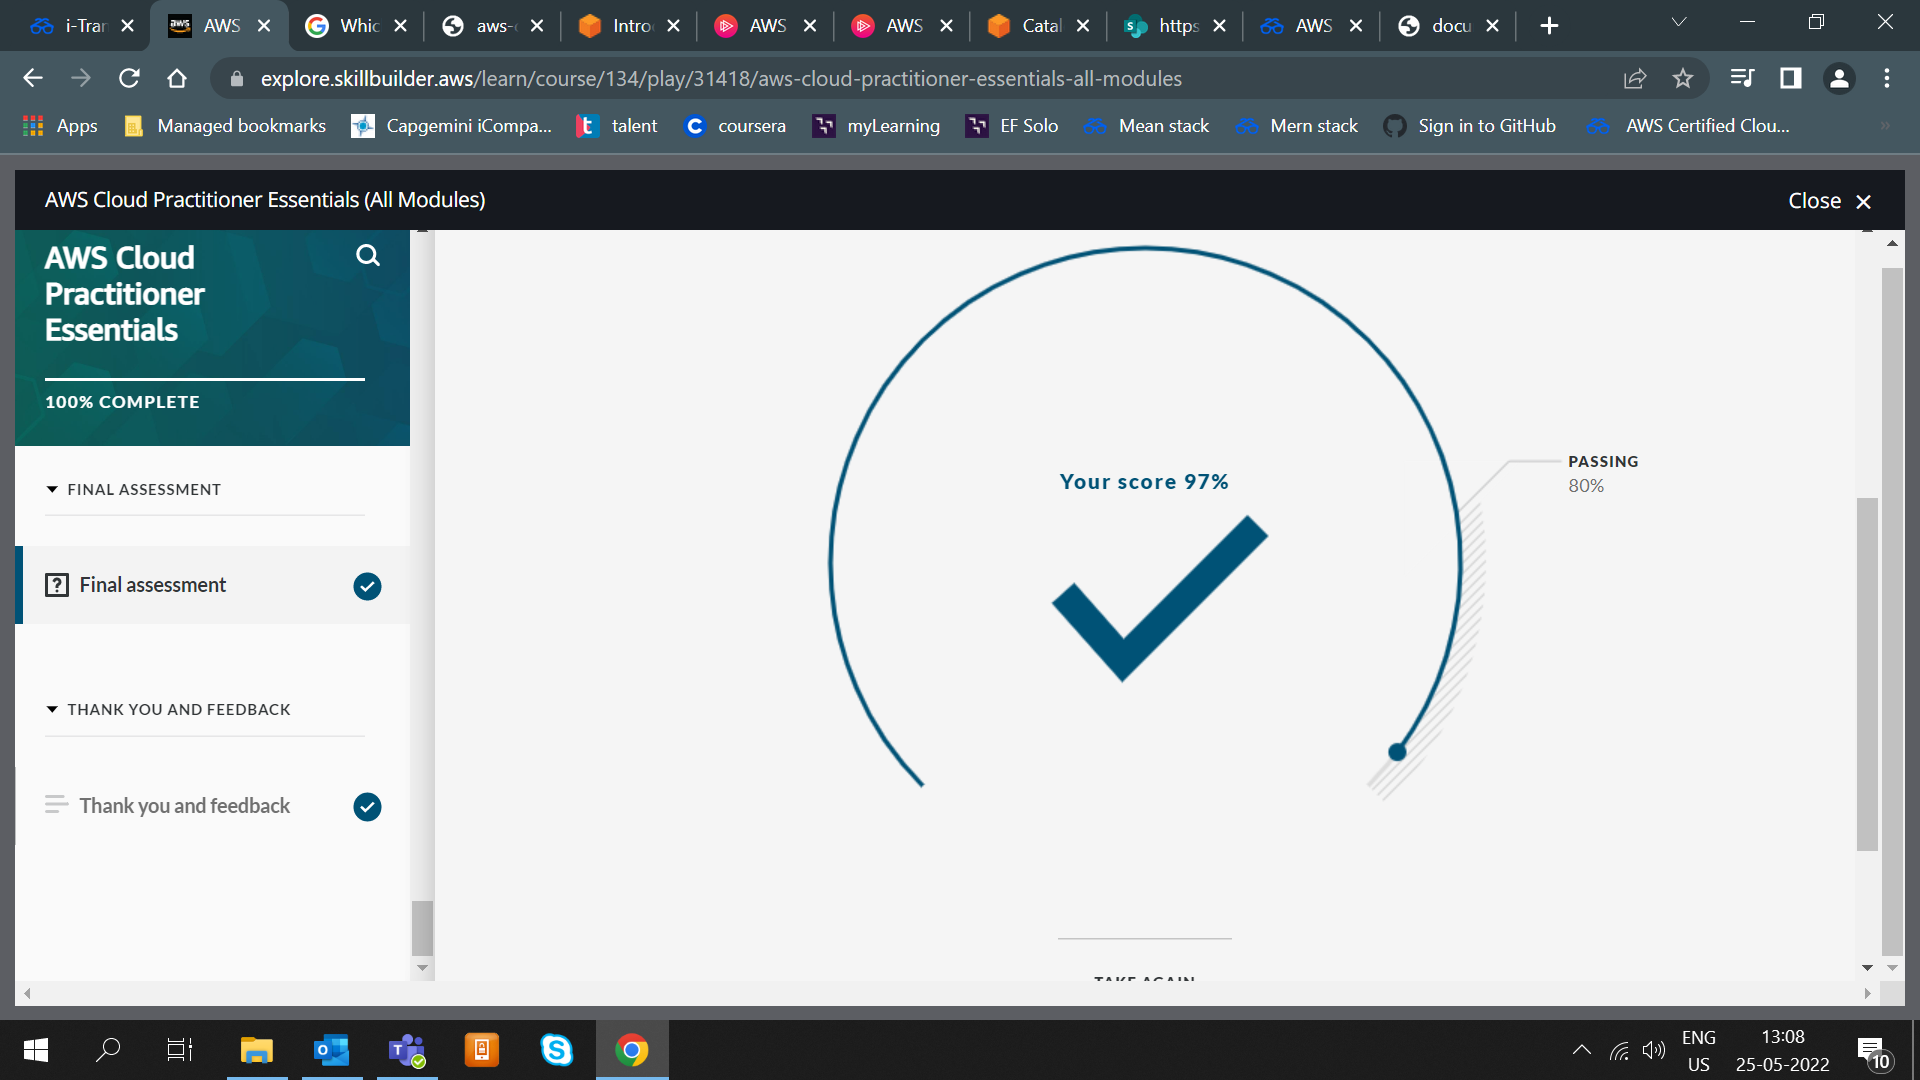 i-Tran
AWS
Whic
aws-
Intro
AWS
AWS
Catal
https
AWS
docu
explore.skillbuilder.aws/learn/course/134/play/31418/aws-cloud-practitioner-essentials-all-modules
Apps
Managed bookmarks
Capgemini iCompa...
talent
coursera
myLearning
EF Solo
Mean stack
Mern stack
Sign in to GitHub
AWS Certified Clou...
AWS Cloud Practitioner Essentials (All Modules)
Close
AWS Cloud
Practitioner
Essentials
100% COMPLETE
FINAL ASSESSMENT
Final assessment
THANK YOU AND FEEDBACK
Thank you and feedback
Your score 97%
PASSING
80%
TAKE AGAIN
ENG
US
13:08
25-05-2022
10